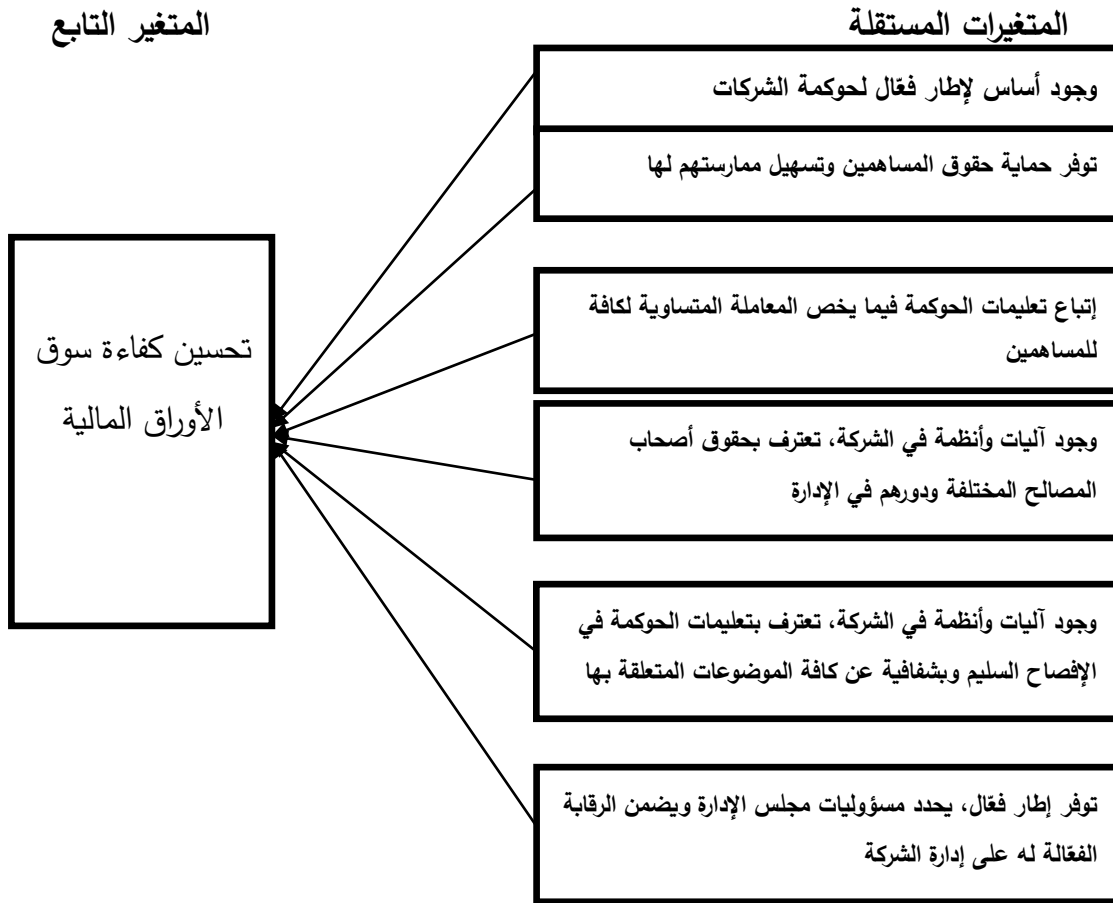 المتغيرات المستقلة
المتغير التابع
وجود أساس لإطار فعّال لحوكمة الشركات
توفر حماية حقوق المساهمين وتسهيل ممارستهم لها
إتباع تعليمات الحوكمة فيما يخص المعاملة المتساوية لكافة
للمساهمين
وجود آليات وأنظمة في الشركة، تعترف بحقوق أصحاب
المصالح المختلفة ودورهم في الإدارة
وجود آليات وأنظمة في الشركة، تعترف بتعليمات الحوكمة في
الإفصاح السليم وبشفافية عن كافة الموضوعات المتعلقة بها
توفر إطار فعّال، يحدد مسؤوليات مجلس الإدارة ويضمن الرقابة
الفعّالة له على إدارة الشركة
تحسين كفاءة سوق
الأوراق المالية